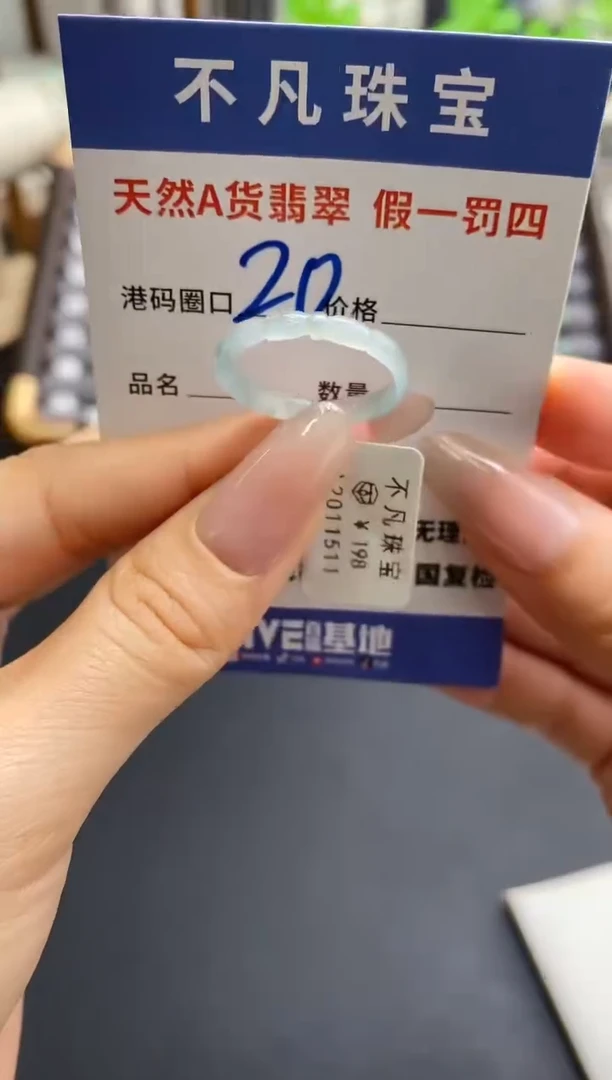 不凡珠宝
天然A货翡翠 假一罚四
港码圈口 20 价格
品名 数量
不凡珠宝
¥198
2011511
无理
国复检
基地